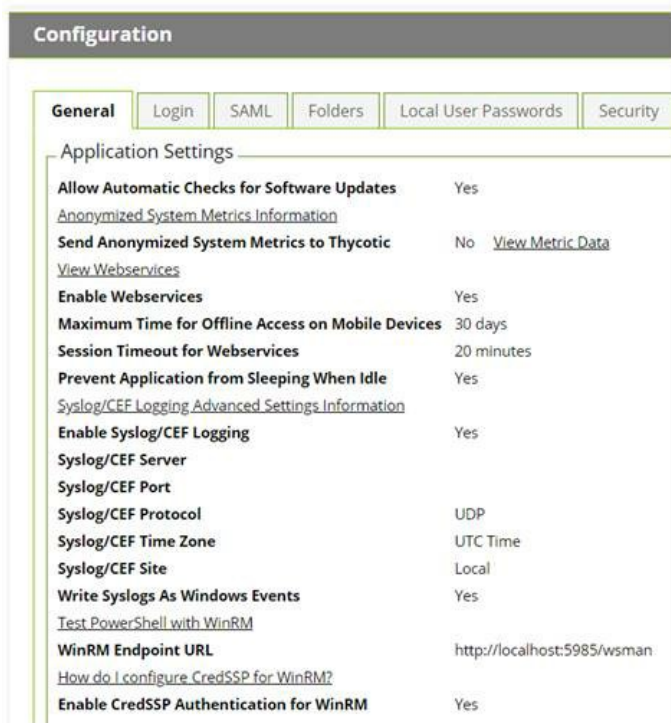 Configuration
General Login SAML Folders Local User Passwords Security
Application Settings
Allow Automatic Checks for Software Updates Yes
Anonymized System Metrics Information
Send Anonymized System Metrics to Thycotic No View Metric Data
View Webservices
Enable Webservices Yes
Maximum Time for Offline Access on Mobile Devices 30 days
Session Timeout for Webservices 20 minutes
Prevent Application from Sleeping When Idle Yes
Syslog/CEF Logging Advanced Settings Information
Enable Syslog/CEF Logging Yes
Syslog/CEF Server
Syslog/CEF Port
Syslog/CEF Protocol UDP
Syslog/CEF Time Zone UTC Time
Syslog/CEF Site Local
Write Syslogs As Windows Events Yes
Test PowerShell with WinRM
WinRM Endpoint URL http://localhost:5985/wsman
How do I configure CredSSP for WinRM?
Enable CredSSP Authentication for WinRM Yes